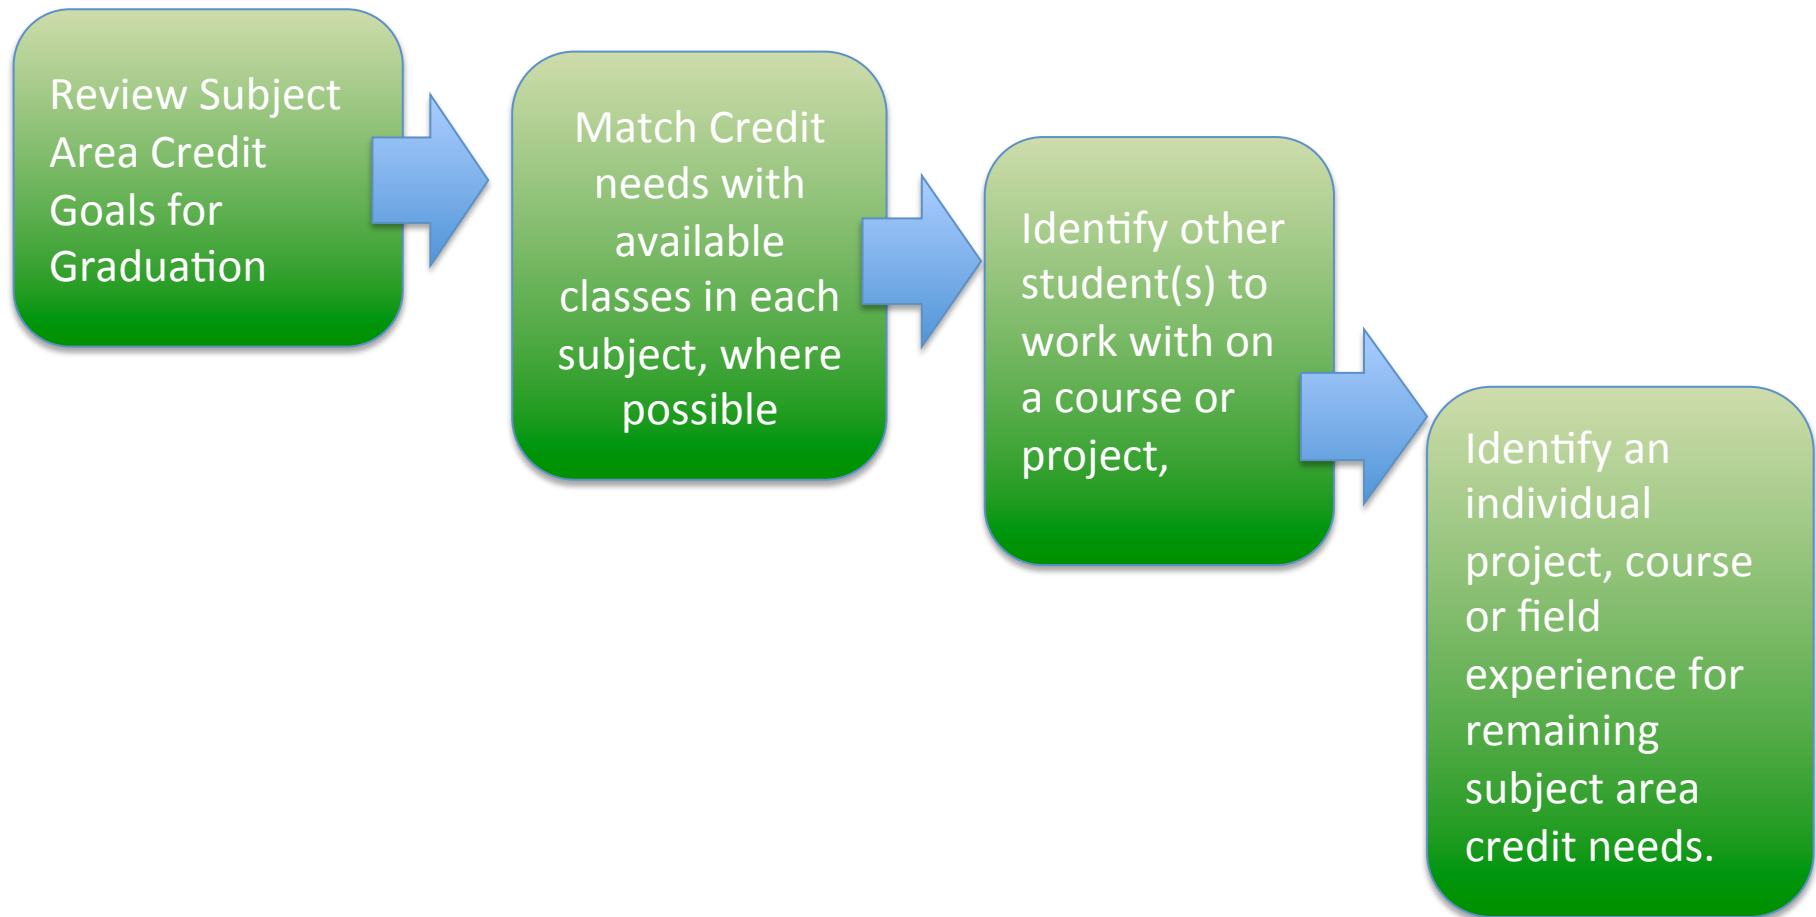 Review Subject
Area Credit
Goals for
Graduation
Match Credit
needs with
available
classes in each
subject, where
possible
Identify other
student(s) to
work with on
a course or
project,
Identify an
individual
project, course
or field
experience for
remaining
subject area
credit needs.